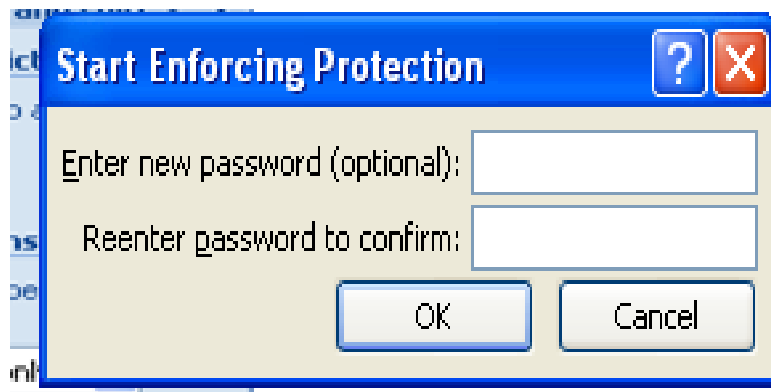 Start Enforcing Protection
Enter new password (optional):
Reenter password to confirm:
OK Cancel